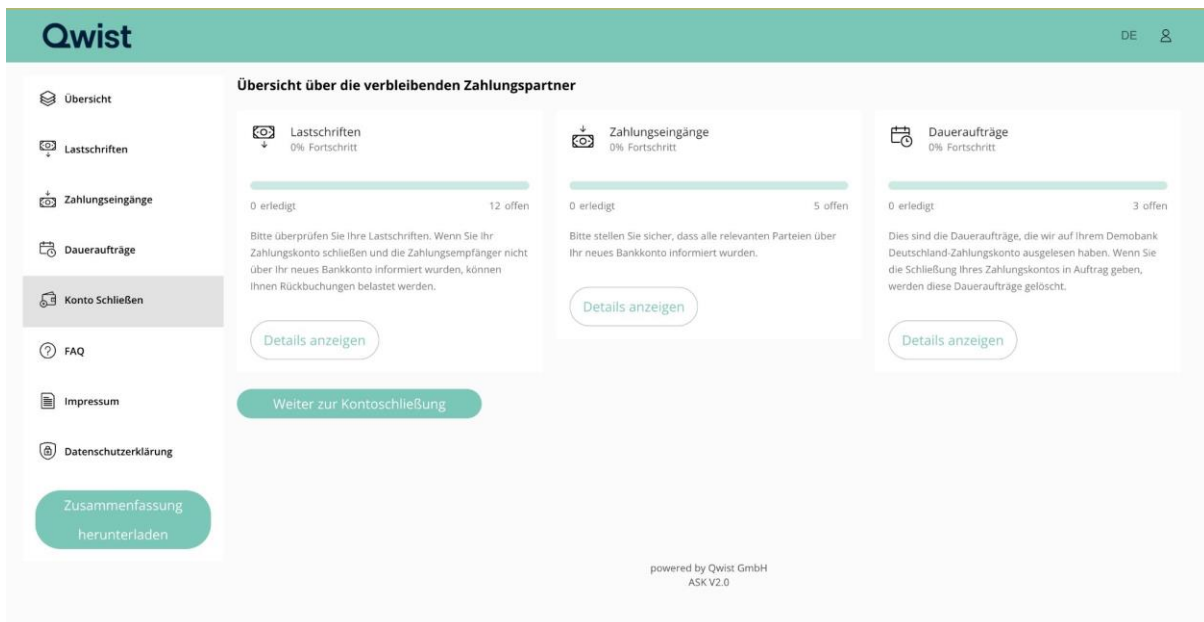 Qwist
DE
Übersicht
Lastschriften
Zahlungseingänge
Daueraufträge
Konto Schließen
FAQ
Impressum
Datenschutzerklärung
Zusammenfassung
herunterladen
Übersicht über die verbleibenden Zahlungspartner
Lastschriften
0% Fortschritt
0 erledigt 12 offen
Bitte überprüfen Sie Ihre Lastschriften. Wenn Sie Ihr
Zahlungskonto schließen und die Zahlungsempfänger nicht
über Ihr neues Bankkonto informiert wurden, können
Ihnen Rückbuchungen belastet werden.
Details anzeigen
Zahlungseingänge
0% Fortschritt
0 erledigt 5 offen
Bitte stellen Sie sicher, dass alle relevanten Parteien über
Ihr neues Bankkonto informiert wurden.
Details anzeigen
Daueraufträge
0% Fortschritt
0 erledigt 3 offen
Dies sind die Daueraufträge, die wir auf Ihrem Demobank
Deutschland-Zahlungskonto ausgelesen haben. Wenn Sie
die Schließung Ihres Zahlungskontos in Auftrag geben,
werden diese Daueraufträge gelöscht.
Details anzeigen
Weiter zur Kontoschließung
powered by Qwist GmbH
ASK V2.0